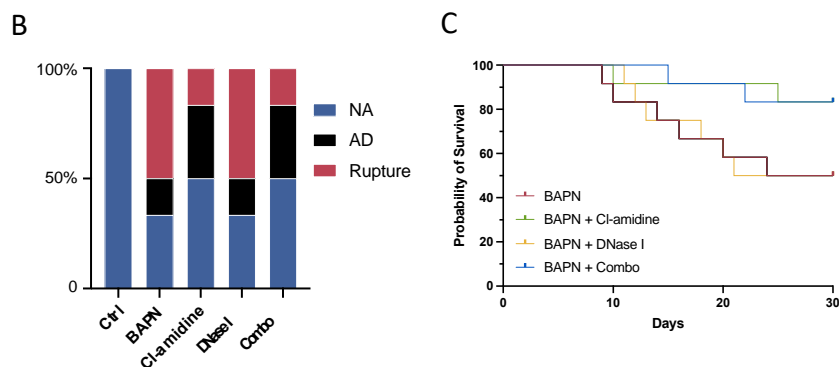 B
100%
50%
0
Ctrl
BAPN
Cl-amidine
DNase I
Combo
NA
AD
Rupture
C
Probability of Survival
100
80
60
40
20
0
BAPN
BAPN + Cl-amidine
BAPN + DNase I
BAPN + Combo
0
10
20
30
Days